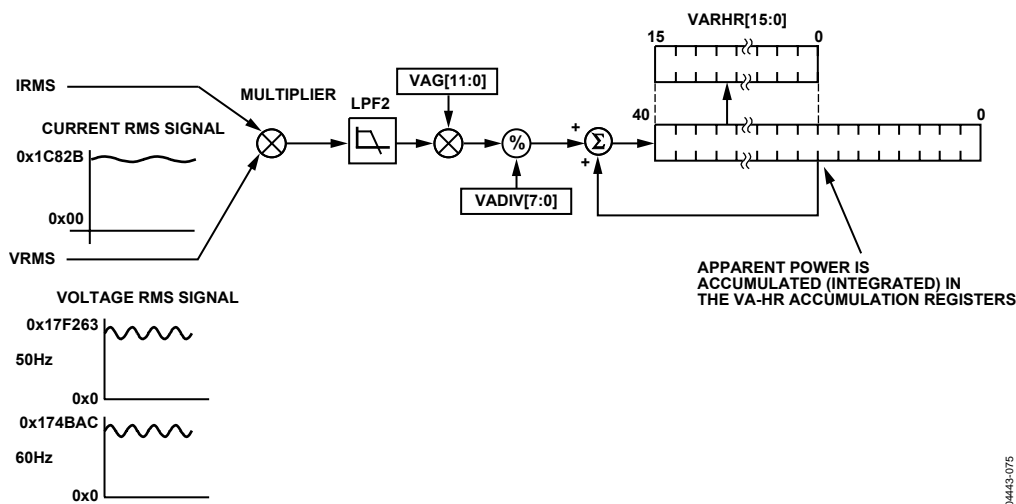 VARHR[15:0]
15
0
IRMS
MULTIPLIER
LPF2
VAG[11:0]
CURRENT RMS SIGNAL
0x1C82B
0x00
VRMS
%
VADIV[7:0]
+
+
Σ
40
0
APPARENT POWER IS
ACCUMULATED (INTEGRATED) IN
THE VA-HR ACCUMULATION REGISTERS
VOLTAGE RMS SIGNAL
0x17F263
50Hz
0x0
0x174BAC
60Hz
0x0
04443-075